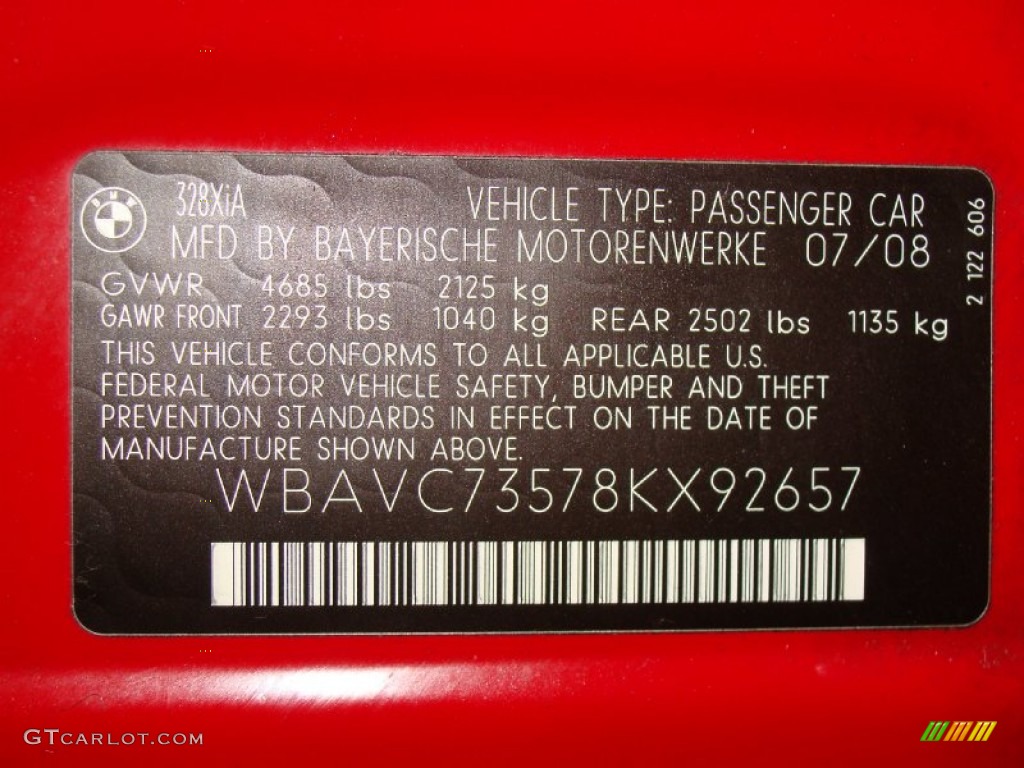 328XiA
VEHICLE TYPE: PASSENGER CAR
MFD BY BAYERISCHE MOTORENWERKE 07/08
GVWR 4685 lbs 2125 kg
GAWR FRONT 2293 lbs 1040 kg REAR 2502 lbs 1135 kg
THIS VEHICLE CONFORMS TO ALL APPLICABLE U.S.
FEDERAL MOTOR VEHICLE SAFETY, BUMPER AND THEFT
PREVENTION STANDARDS IN EFFECT ON THE DATE OF
MANUFACTURE SHOWN ABOVE.
WBAVC73578KX92657
2 122 606
GTCARLOT.COM